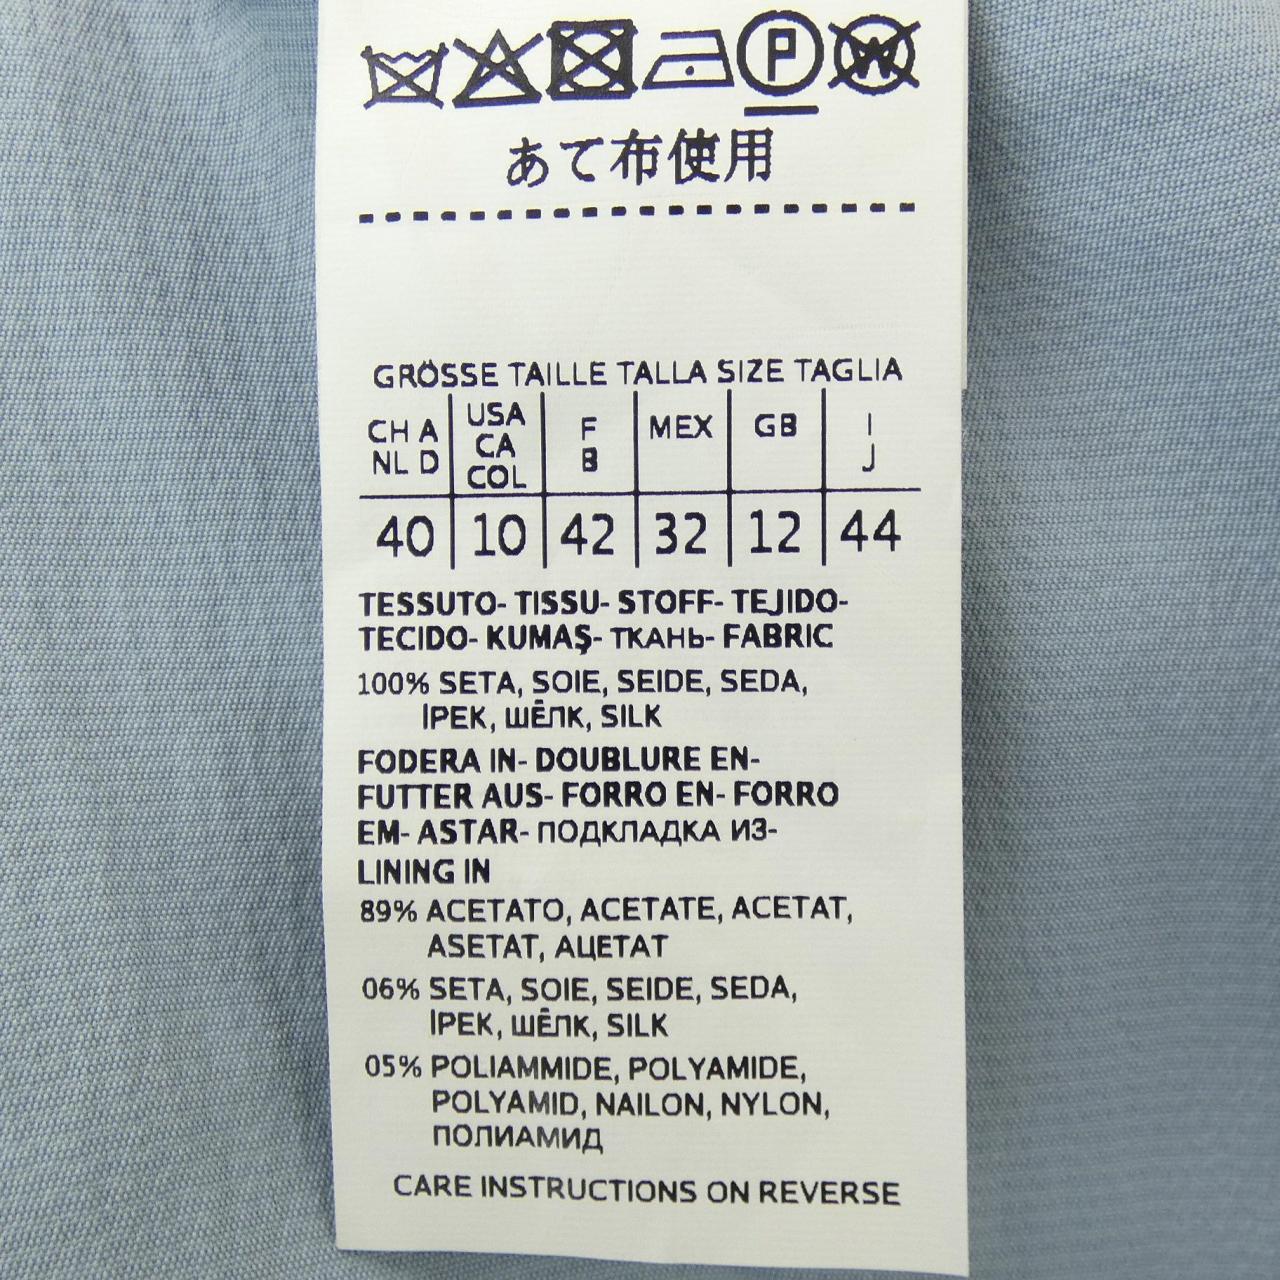 P W
あて布使用
GRÖSSE TAILLE TALLA SIZE TAGLIA
CH A NL D USA CA COL F B MEX GB I J
40 10 42 32 12 44
TESSUTO- TISSU- STOFF- TEJIDO-
TECIDO- KUMAŞ- ТКАНЬ- FABRIC
100% SETA, SOIE, SEIDE, SEDA,
İPEK, ШЁЛК, SILK
FODERA IN- DOUBLURE EN-
FUTTER AUS- FORRO EN- FORRO
EM- ASTAR- ПОДКЛАДКА ИЗ-
LINING IN
89% ACETATO, ACETATE, ACETAT,
ASETAT, АЦЕТАТ
06% SETA, SOIE, SEIDE, SEDA,
İPEK, ШЁЛК, SILK
05% POLIAMMIDE, POLYAMIDE,
POLYAMID, NAILON, NYLON,
ПОЛИАМИД
CARE INSTRUCTIONS ON REVERSE